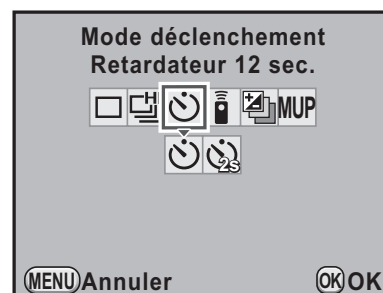 Mode déclenchement
Retardateur 12 sec.
H MUP
2s
MENU Annuler OK OK